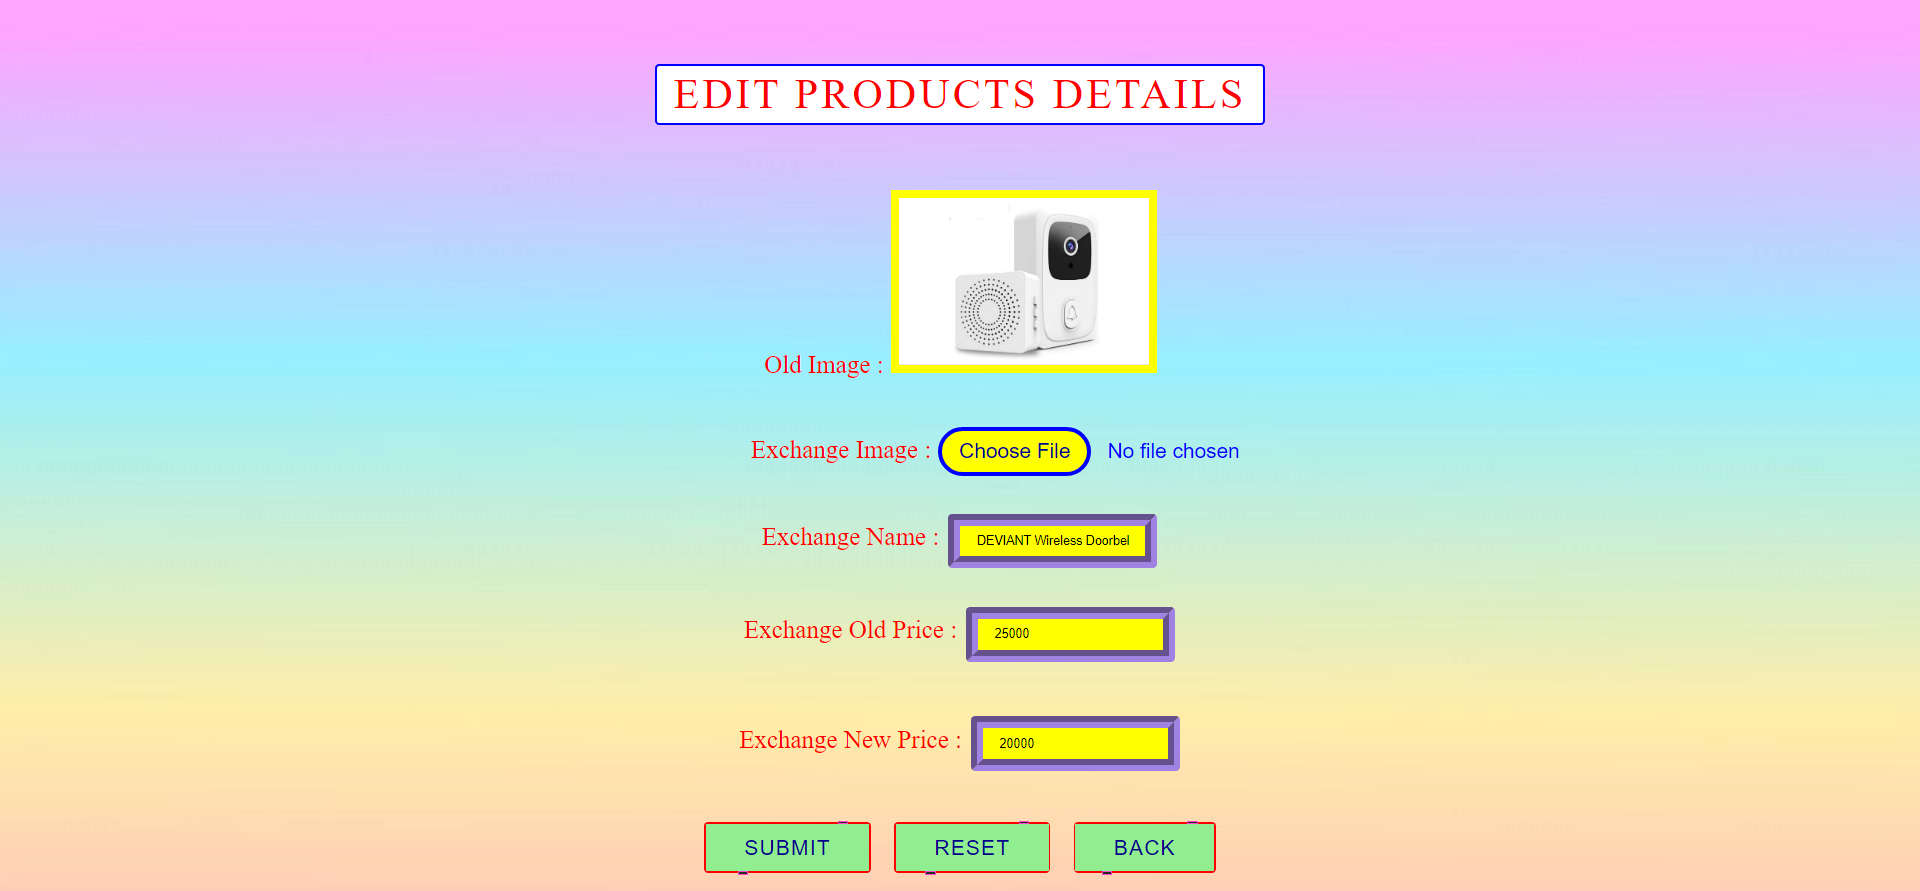 EDIT PRODUCTS DETAILS
Old Image :
Exchange Image : Choose File No file chosen
Exchange Name : DEVIANT Wireless Doorbel
Exchange Old Price : 25000
Exchange New Price : 20000
SUBMIT RESET BACK